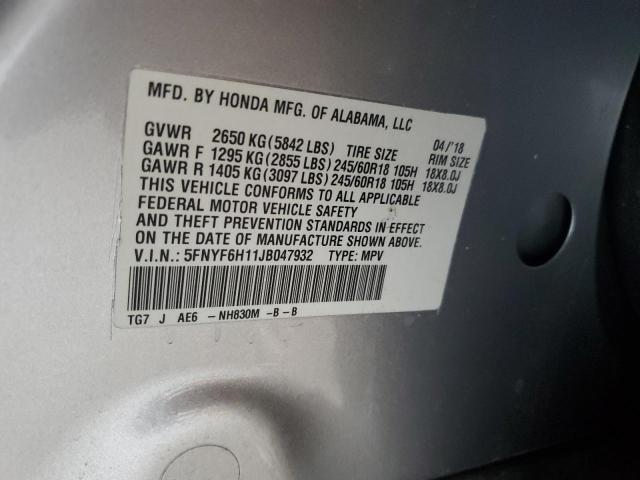 MFD. BY HONDA MFG. OF ALABAMA, LLC
04/'18
GVWR 2650 KG (5842 LBS) TIRE SIZE RIM SIZE
GAWR F 1295 KG (2855 LBS) 245/60R18 105H 18X8.0J
GAWR R 1405 KG (3097 LBS) 245/60R18 105H 18X8.0J
THIS VEHICLE CONFORMS TO ALL APPLICABLE
FEDERAL MOTOR VEHICLE SAFETY
AND THEFT PREVENTION STANDARDS IN EFFECT
ON THE DATE OF MANUFACTURE SHOWN ABOVE.
V.I.N.: 5FNYF6H11JB047932 TYPE: MPV
TG7 J AE6 -NH830M -B-B